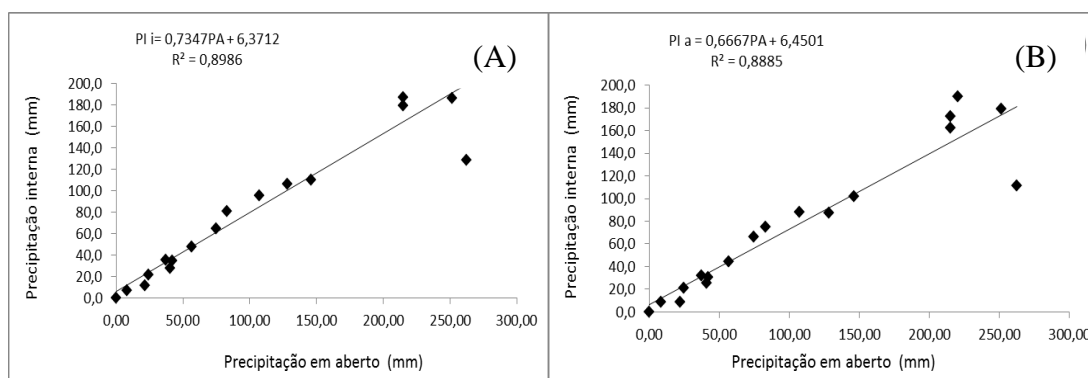 PI i= 0,7347PA + 6,3712
R² = 0,8986
(A)
200,0
180,0
160,0
140,0
120,0
100,0
80,0
60,0
40,0
20,0
0,0
Precipitação interna (mm)
0,00 50,00 100,00 150,00 200,00 250,00 300,00
Precipitação em aberto (mm)
PI a = 0,6667PA + 6,4501
R² = 0,8885
(B)
200,0
180,0
160,0
140,0
120,0
100,0
80,0
60,0
40,0
20,0
0,0
Precipitação interna (mm)
0,00 50,00 100,00 150,00 200,00 250,00 300,00
Precipitação em aberto (mm)